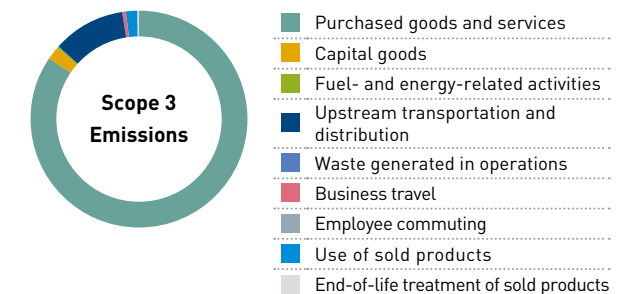 Scope 3
Emissions
Purchased goods and services
Capital goods
Fuel- and energy-related activities
Upstream transportation and
distribution
Waste generated in operations
Business travel
Employee commuting
Use of sold products
End-of-life treatment of sold products